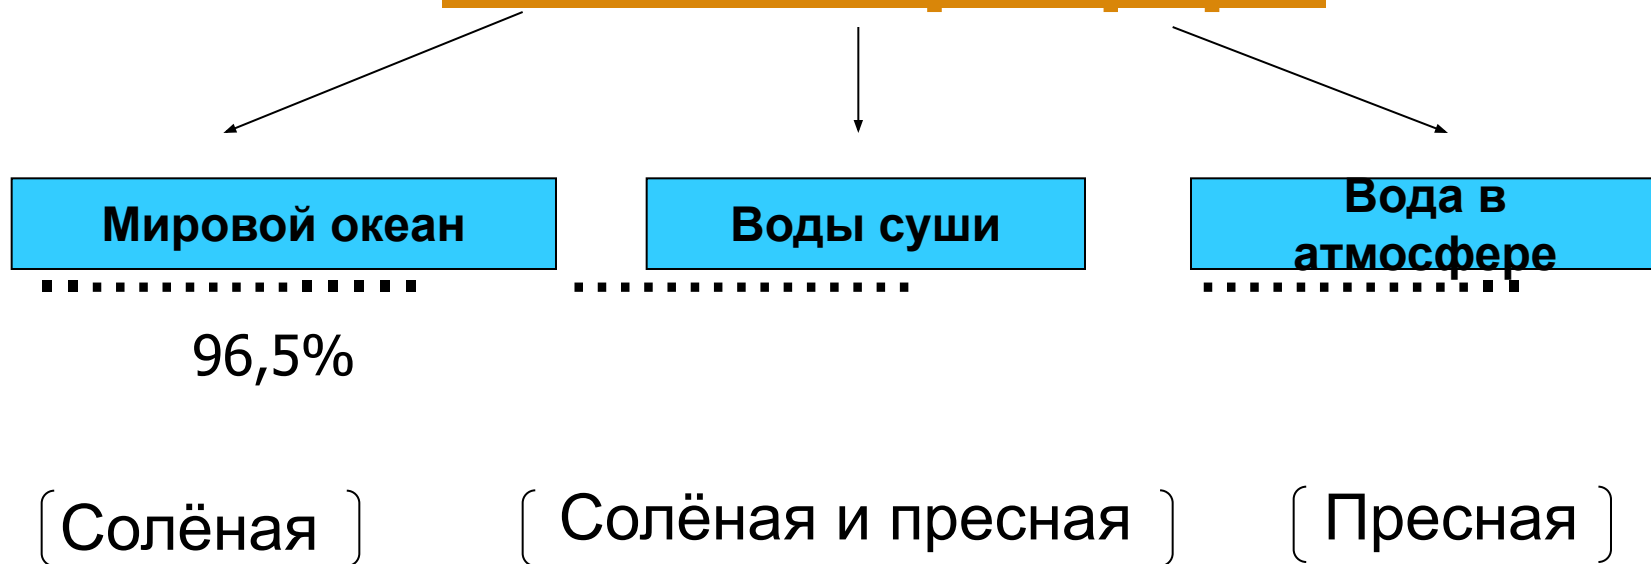 Мировой океан
Воды суши
Вода в
атмосфере
96,5%
Солёная
Солёная и пресная
Пресная